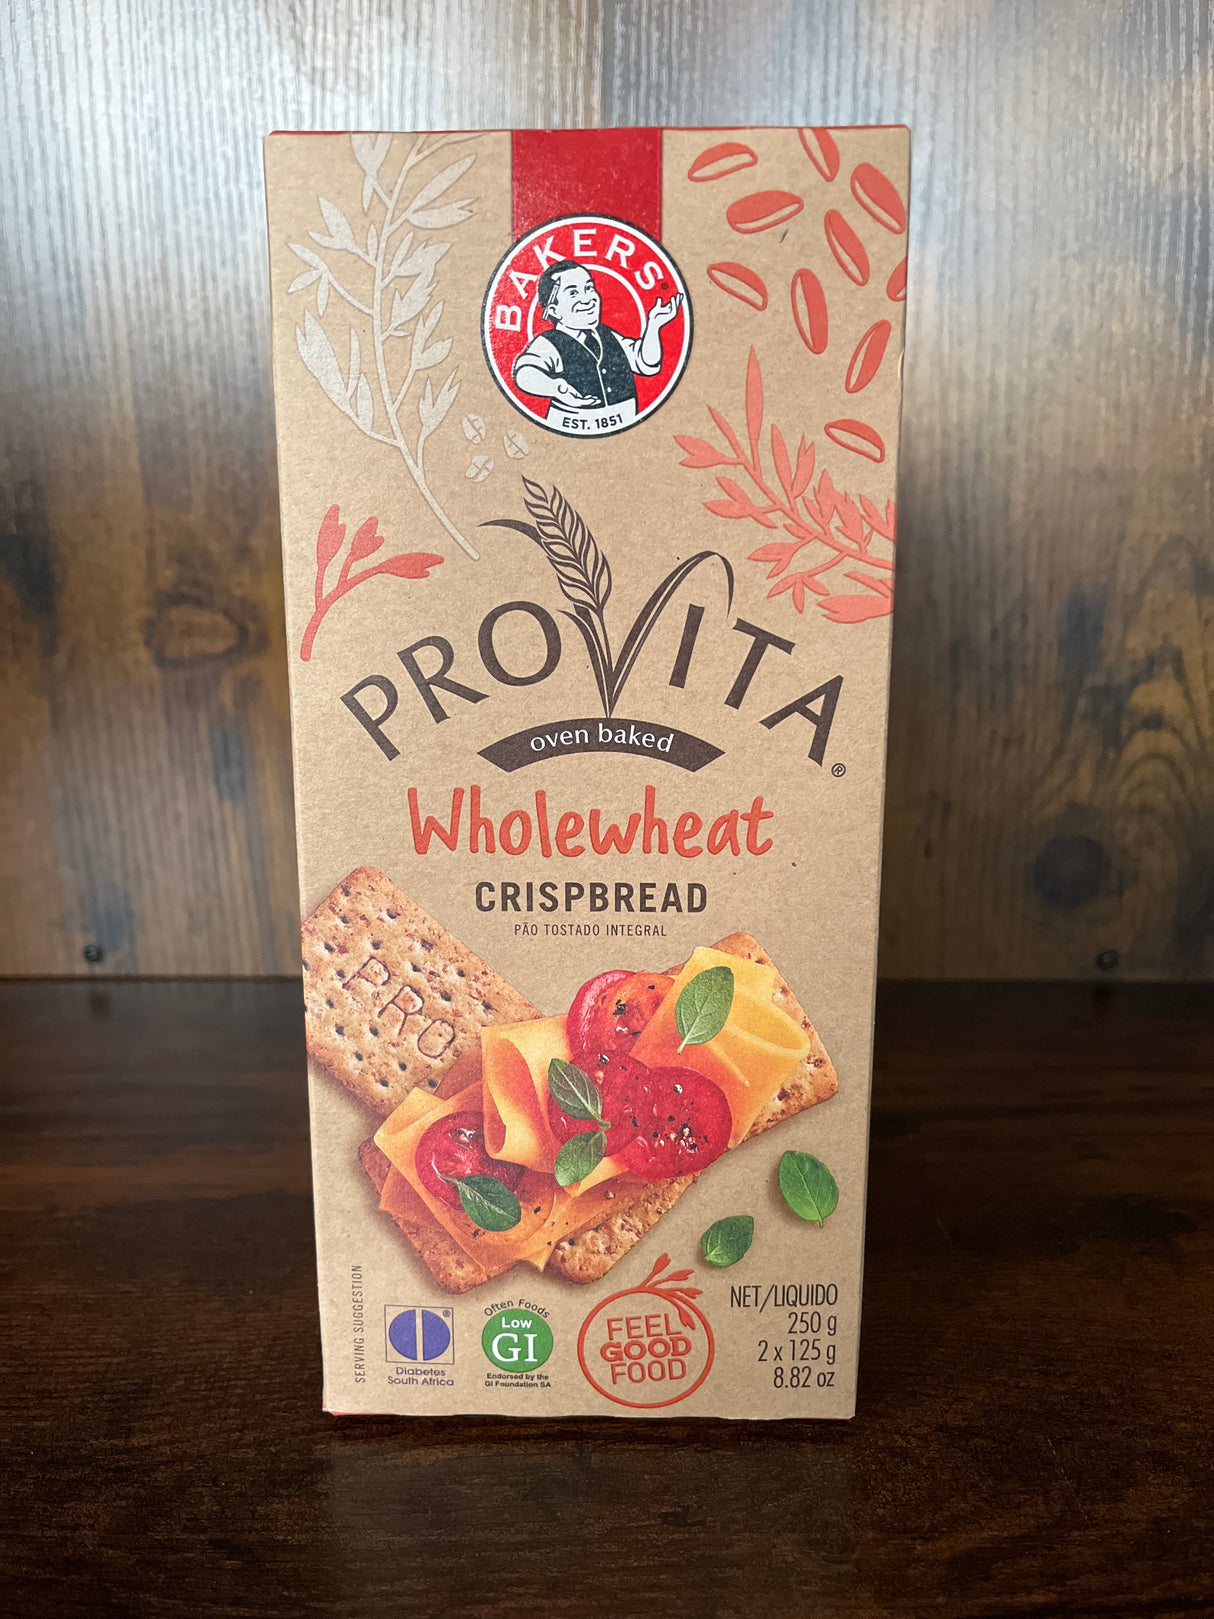 BAKERS®
EST. 1851
PROVITA®
oven baked
Wholewheat
CRISPBREAD
PÃO TOSTADO INTEGRAL
PRO
SERVING SUGGESTION
®
Diabetes
South Africa
Often Foods
Low
GI
Endorsed by the
GI Foundation SA
FEEL
GOOD
FOOD
NET/LIQUIDO
250 g
2 x 125 g
8.82 oz